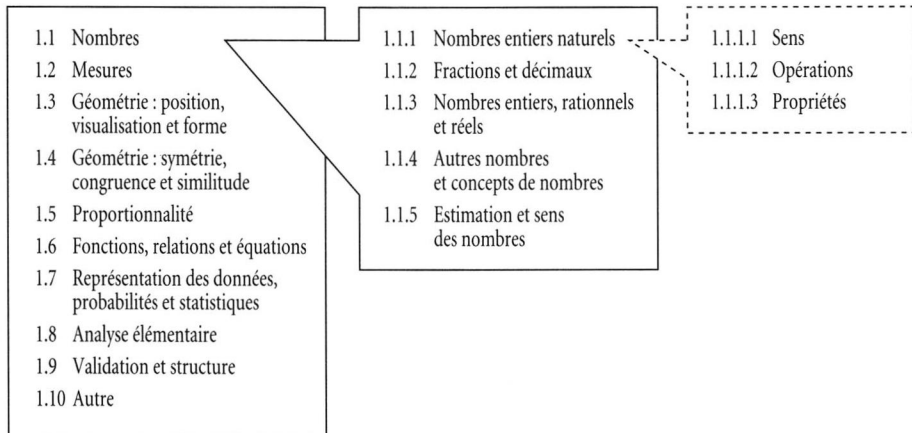 1.1 Nombres
1.2 Mesures
1.3 Géométrie : position,
visualisation et forme
1.4 Géométrie : symétrie,
congruence et similitude
1.5 Proportionnalité
1.6 Fonctions, relations et équations
1.7 Représentation des données,
probabilités et statistiques
1.8 Analyse élémentaire
1.9 Validation et structure
1.10 Autre
1.1.1 Nombres entiers naturels
1.1.2 Fractions et décimaux
1.1.3 Nombres entiers, rationnels
et réels
1.1.4 Autres nombres
et concepts de nombres
1.1.5 Estimation et sens
des nombres
1.1.1.1 Sens
1.1.1.2 Opérations
1.1.1.3 Propriétés